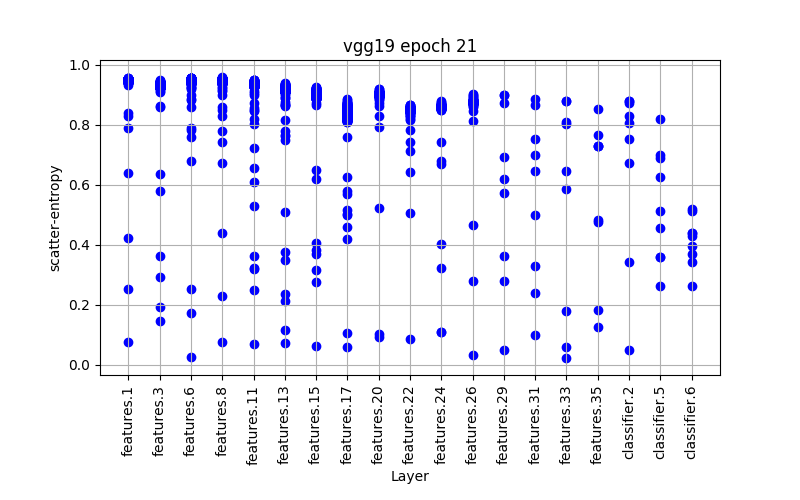 vgg19 epoch 21
scatter-entropy
1.0
0.8
0.6
0.4
0.2
0.0
features.1
features.3
features.6
features.8
features.11
features.13
features.15
features.17
features.20
features.22
features.24
features.26
features.29
features.31
features.33
features.35
classifier.2
classifier.5
classifier.6
Layer